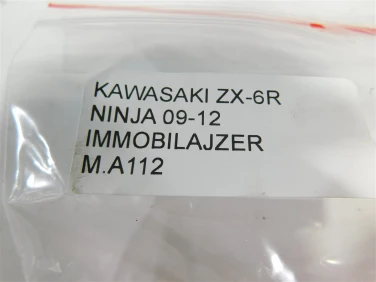 KAWASAKI ZX-6R
NINJA 09-12
IMMOBILAJZER
M.A112